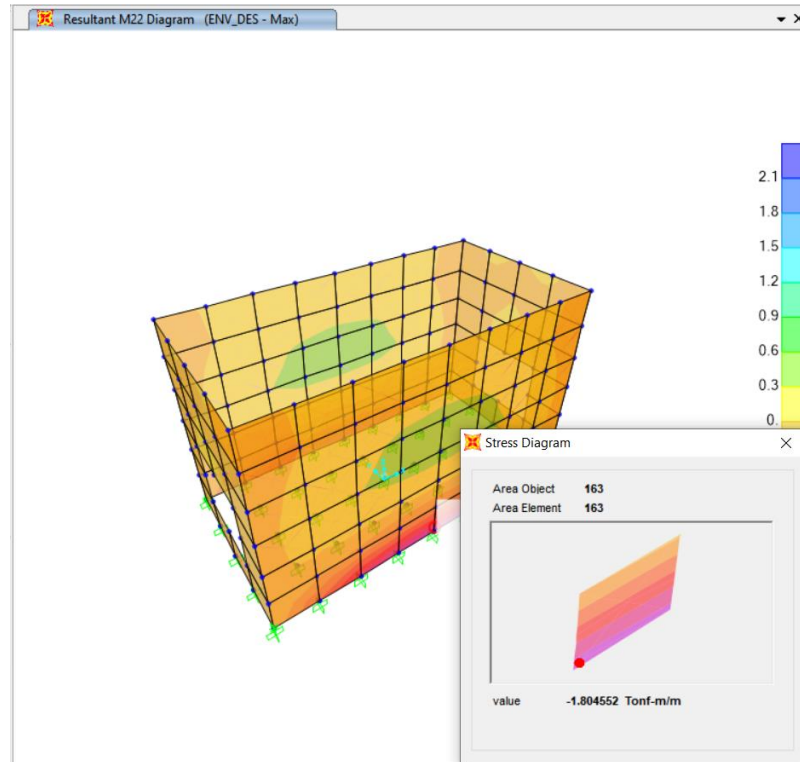 Resultant M22 Diagram (ENV_DES - Max)
2.1
1.8
1.5
1.2
0.9
0.6
0.3
0.
Stress Diagram
Area Object 163
Area Element 163
value -1.804552 Tonf-m/m